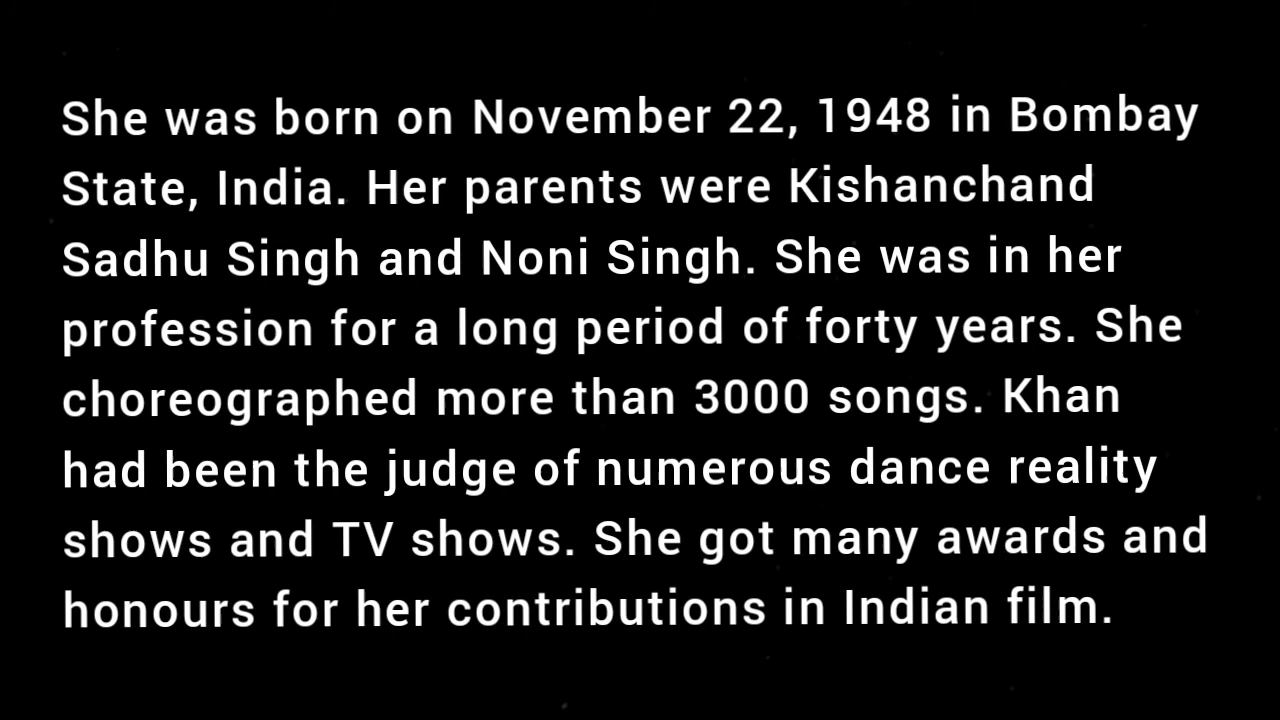 She was born on November 22, 1948 in Bombay
State, India. Her parents were Kishanchand
Sadhu Singh and Noni Singh. She was in her
profession for a long period of forty years. She
choreographed more than 3000 songs. Khan
had been the judge of numerous dance reality
shows and TV shows. She got many awards and
honours for her contributions in Indian film.